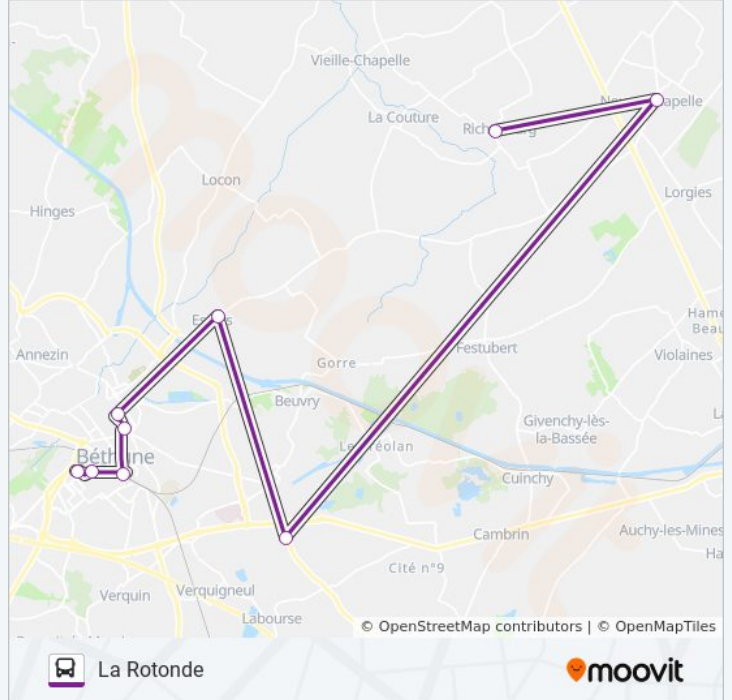 Vieille-Chapelle
La Couture
Locon
Lorgies
Hinges
Annezin
Gorre
Festubert
Violaines
Beuvry
Givenchy-lès-
la-Bassée
Béthune
Cuinchy
Cambrin
Auchy-les-Mines
Cité n°9
Verquin
Verquigneul
Labourse
© OpenStreetMap contributors | © OpenMapTiles
La Rotonde
moovit